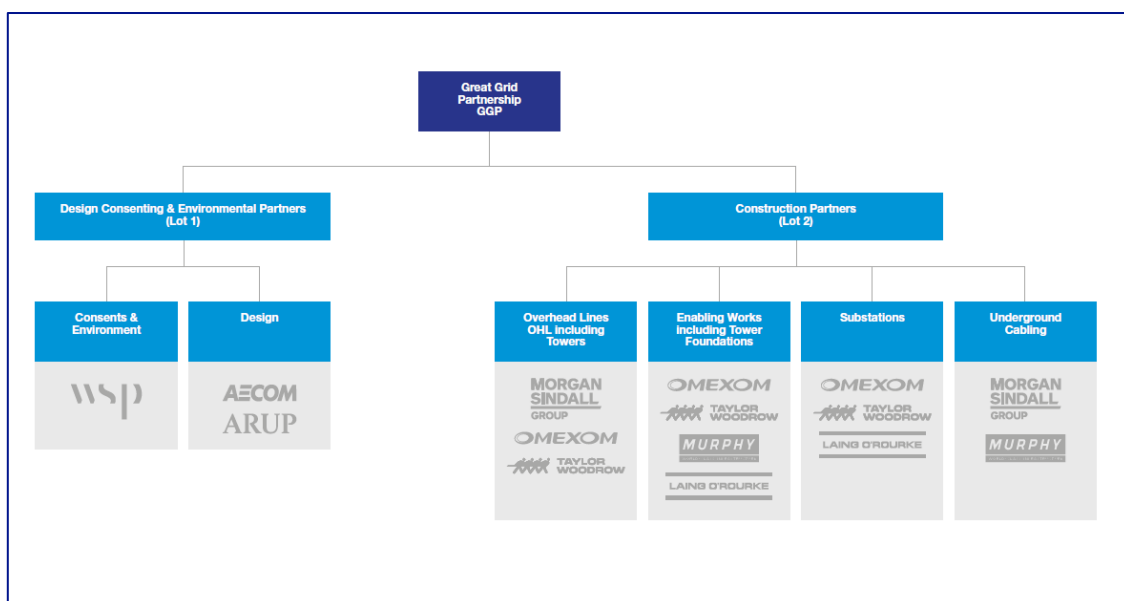 Great Grid
Partnership
GGP
Design Consenting & Environmental Partners
(Lot 1)
Construction Partners
(Lot 2)
Consents &
Environment
Design
Overhead Lines
OHL including
Towers
Enabling Works
including Tower
Foundations
Substations
Underground
Cabling
wsp
AECOM
ARUP
MORGAN
SINDALL
GROUP
OMEXOM
TAYLOR
WOODROW
OMEXOM
TAYLOR
WOODROW
MURPHY
LAING O'ROURKE
OMEXOM
TAYLOR
WOODROW
LAING O'ROURKE
MORGAN
SINDALL
GROUP
MURPHY